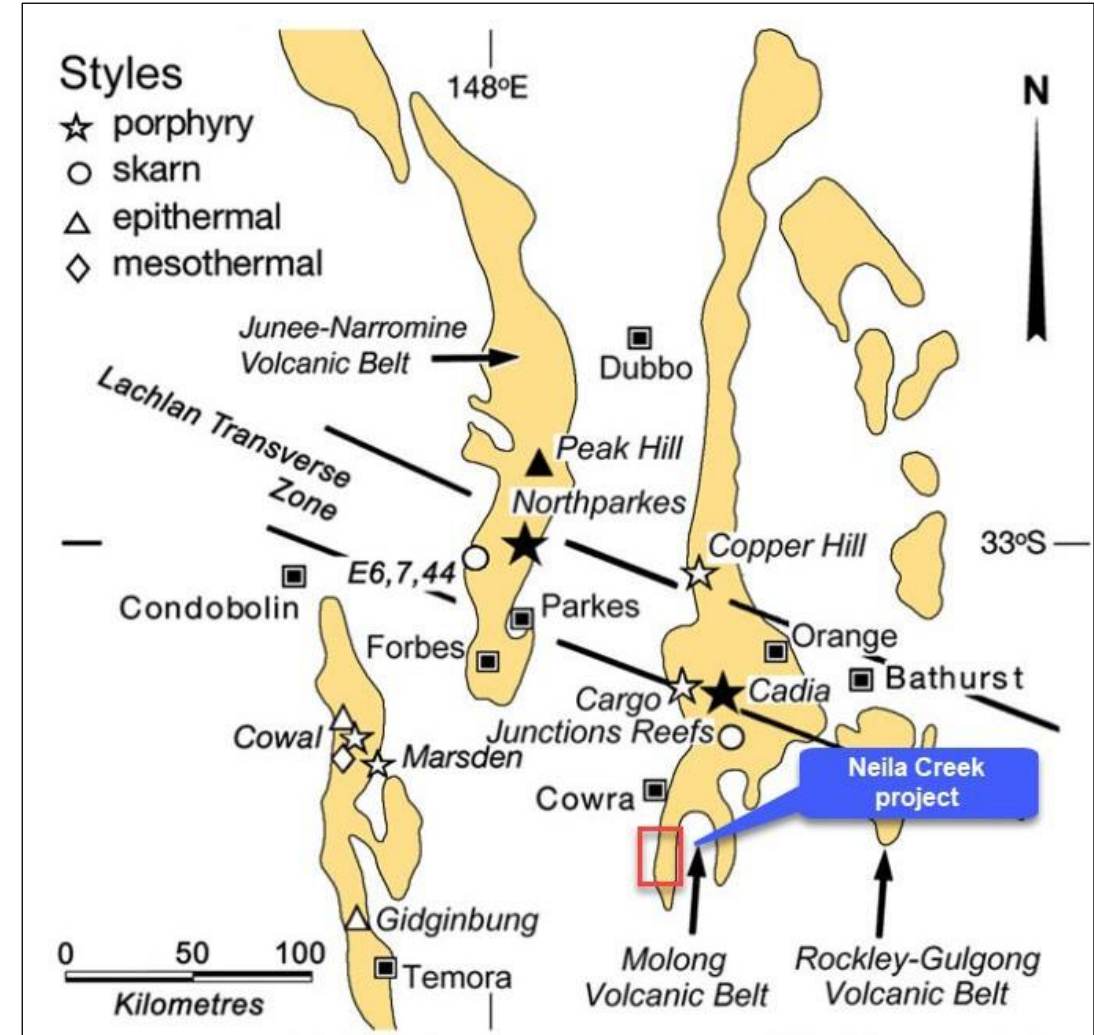 Styles
porphyry
skarn
epithermal
mesothermal
148°E
N
Junee-Narromine
Volcanic Belt
Dubbo
Lachlan Transverse
Zone
Peak Hill
Northparkes
Copper Hill
33°S
E6,7,44
Condobolin
Parkes
Forbes
Orange
Bathurst
Cargo
Cadia
Junctions Reefs
Cowal
Marsden
Cowra
Neila Creek
project
Gidginbung
Temora
0 50 100
Kilometres
Molong
Volcanic Belt
Rockley-Gulgong
Volcanic Belt